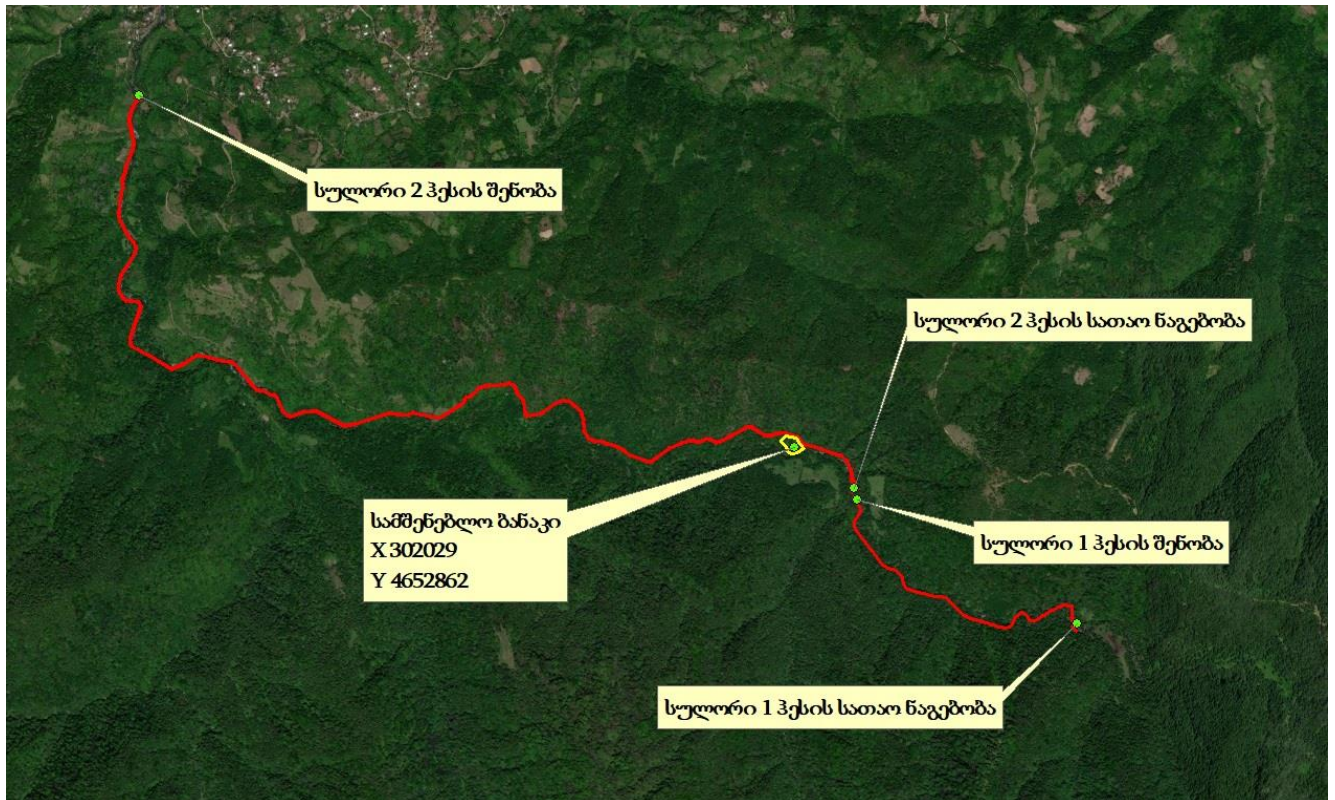 სულორი 2 ჰესის შენობა
სულორი 2 ჰესის სათაო ნაგებობა
სამშენებლო ბანაკი
X 302029
Y 4652862
სულორი 1 ჰესის შენობა
სულორი 1 ჰესის სათაო ნაგებობა